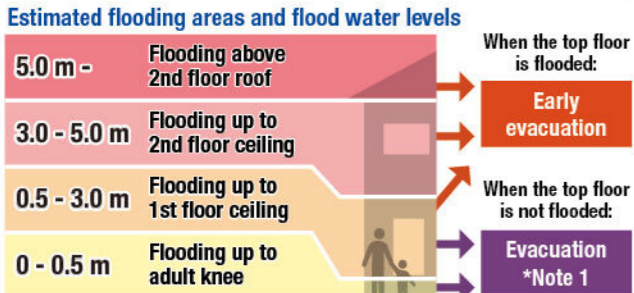 Estimated flooding areas and flood water levels
5.0 m -
Flooding above
2nd floor roof
3.0 - 5.0 m
Flooding up to
2nd floor ceiling
0.5 - 3.0 m
Flooding up to
1st floor ceiling
0 - 0.5 m
Flooding up to
adult knee
When the top floor
is flooded:
Early
evacuation
When the top floor
is not flooded:
Evacuation
*Note 1